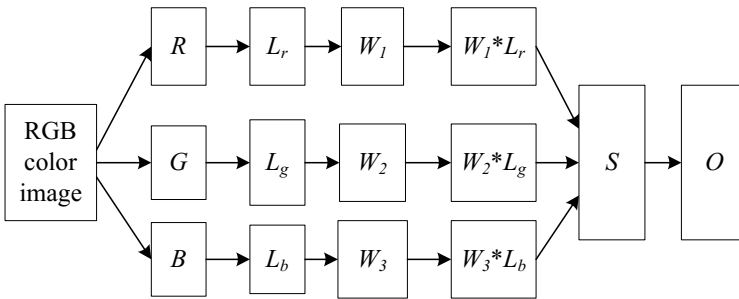 RGB
color
image
R L_r W_1 W_1*L_r
G L_g W_2 W_2*L_g
B L_b W_3 W_3*L_b
S
O